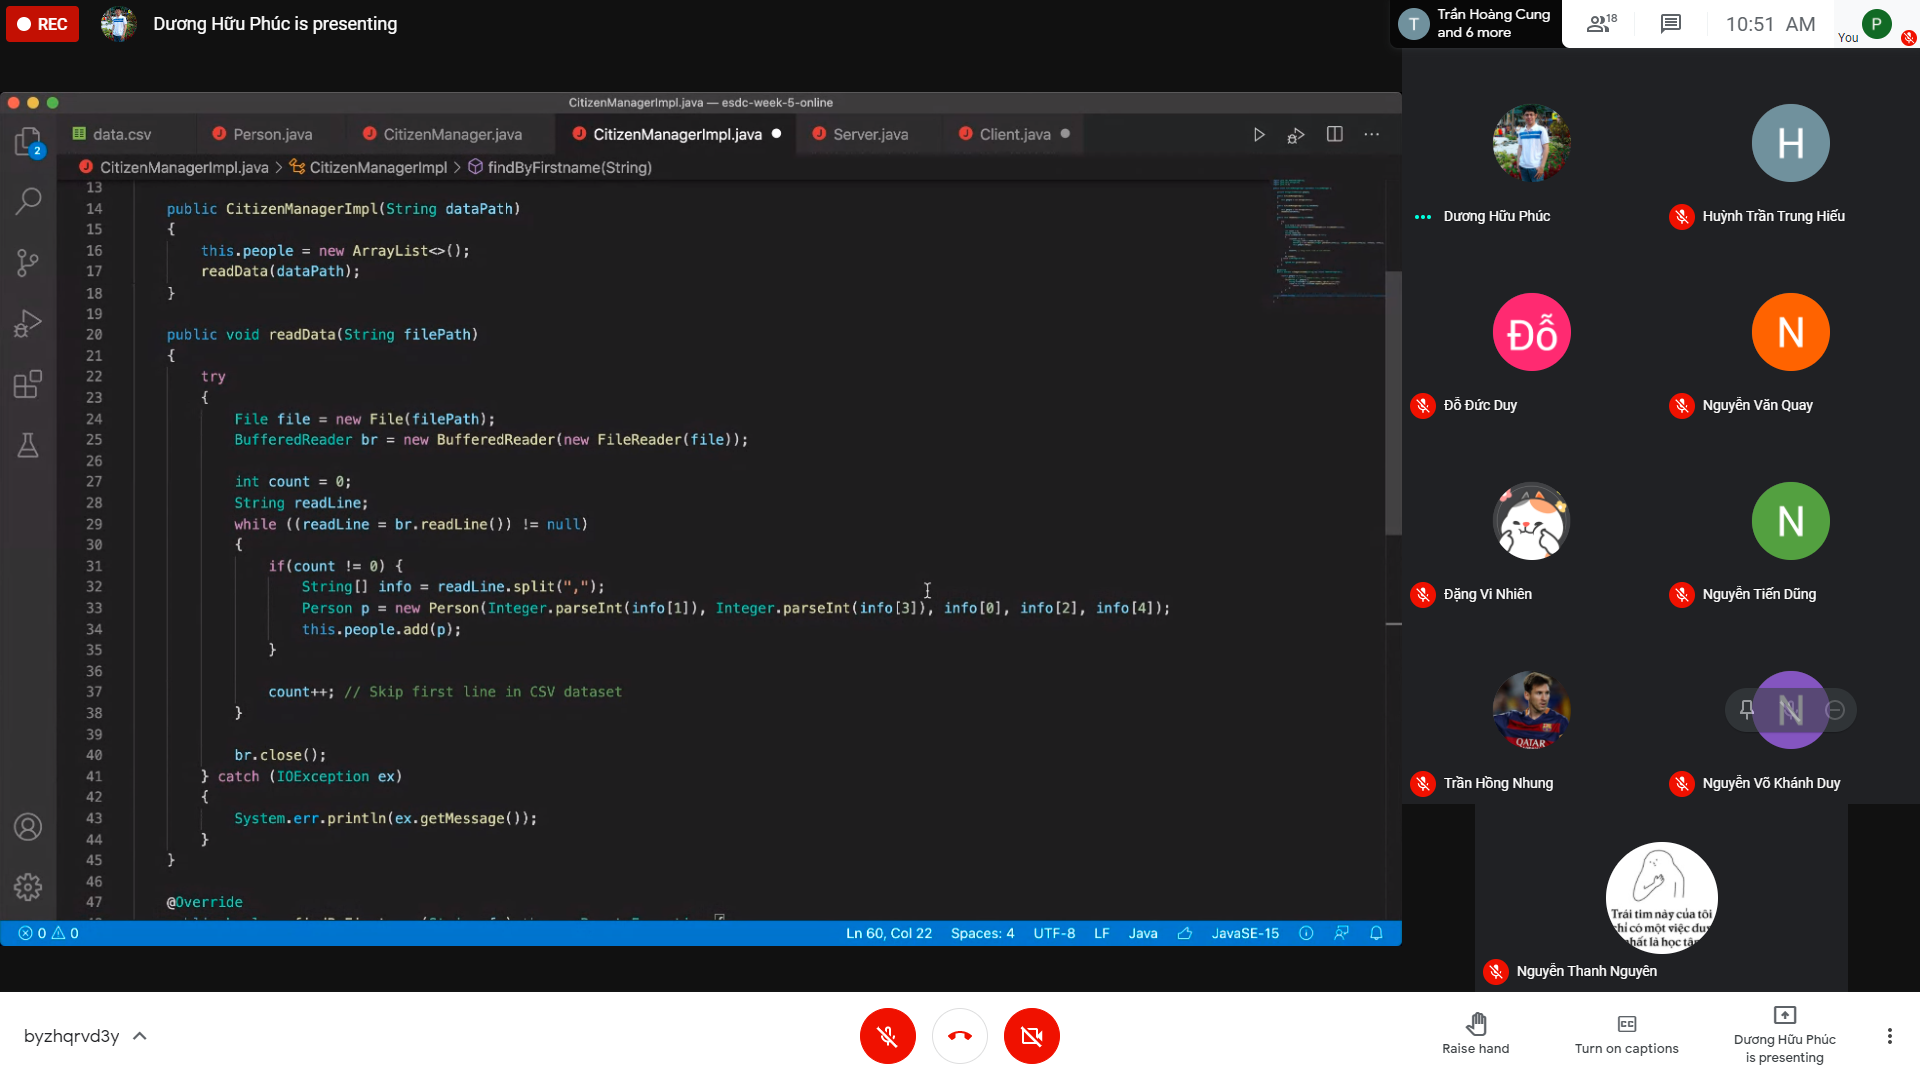 REC
Dương Hữu Phúc is presenting
T
Trần Hoàng Cung
and 6 more
18
10:51 AM
You
P
CitizenManagerImpl.java — esdc-week-5-online
data.csv
Person.java
CitizenManager.java
CitizenManagerImpl.java
Server.java
Client.java
2
CitizenManagerImpl.java > CitizenManagerImpl > findByFirstname(String)
13
14 public CitizenManagerImpl(String dataPath)
15 {
16 this.people = new ArrayList<>();
17 readData(dataPath);
18 }
19
20 public void readData(String filePath)
21 {
22 try
23 {
24 File file = new File(filePath);
25 BufferedReader br = new BufferedReader(new FileReader(file));
26
27 int count = 0;
28 String readLine;
29 while ((readLine = br.readLine()) != null)
30 {
31 if(count != 0) {
32 String[] info = readLine.split(",");
33 Person p = new Person(Integer.parseInt(info[1]), Integer.parseInt(info[3]), info[0], info[2], info[4]);
34 this.people.add(p);
35 }
36
37 count++; // Skip first line in CSV dataset
38 }
39
40 br.close();
41 } catch (IOException ex)
42 {
43 System.err.println(ex.getMessage());
44 }
45 }
46
47 @Override
0 0
Ln 60, Col 22
Spaces: 4
UTF-8
LF
Java
JavaSE-15
Dương Hữu Phúc
H
Huỳnh Trần Trung Hiếu
Đỗ
Đỗ Đức Duy
N
Nguyễn Văn Quay
Đặng Vi Nhiên
N
Nguyễn Tiến Dũng
QATAR
Trần Hồng Nhung
N
Nguyễn Võ Khánh Duy
Trái tim này của tôi
chỉ có một việc duy
nhất là học tập
Nguyễn Thanh Nguyên
byzhqrvd3y
Raise hand
Turn on captions
Dương Hữu Phúc
is presenting